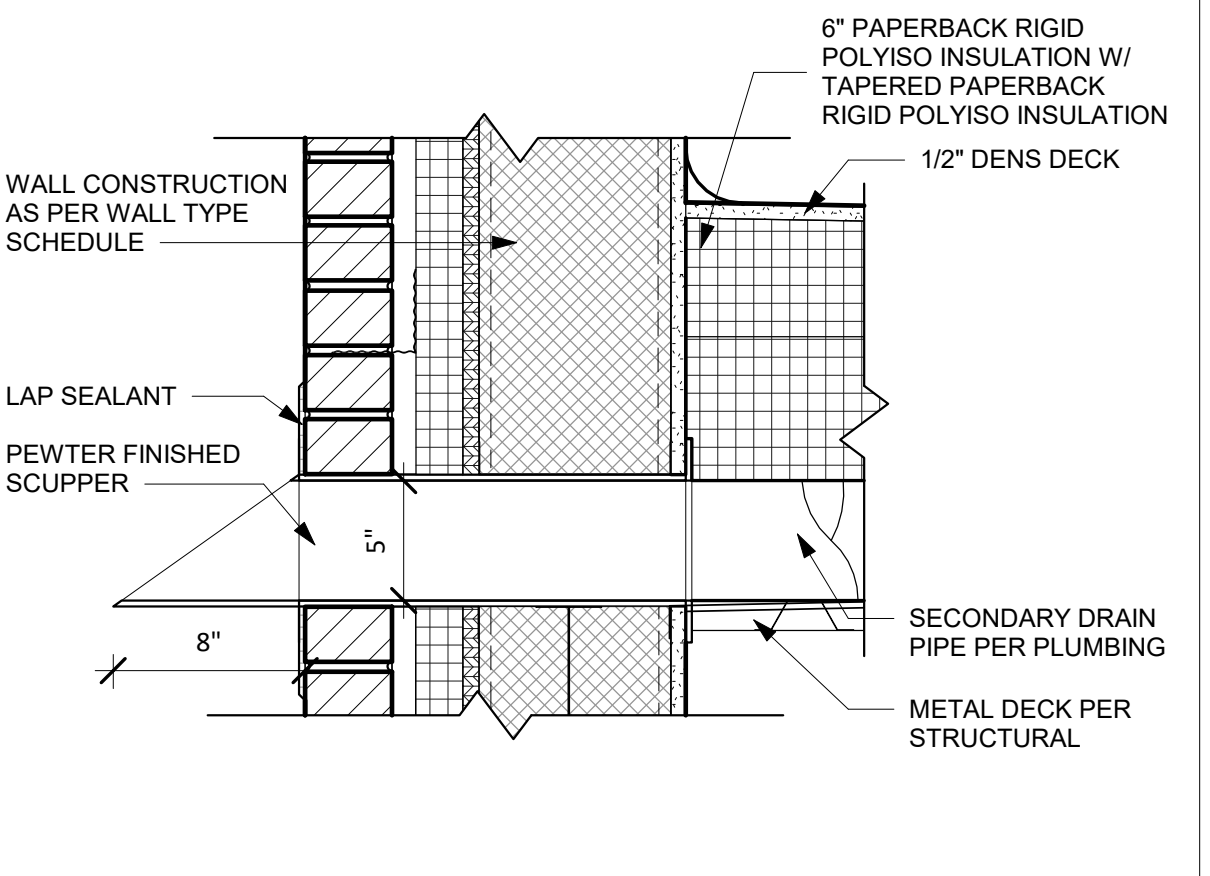 6" PAPERBACK RIGID
POLYISO INSULATION W/
TAPERED PAPERBACK
RIGID POLYISO INSULATION
1/2" DENS DECK
WALL CONSTRUCTION
AS PER WALL TYPE
SCHEDULE
LAP SEALANT
PEWTER FINISHED
SCUPPER
5"
8"
SECONDARY DRAIN
PIPE PER PLUMBING
METAL DECK PER
STRUCTURAL